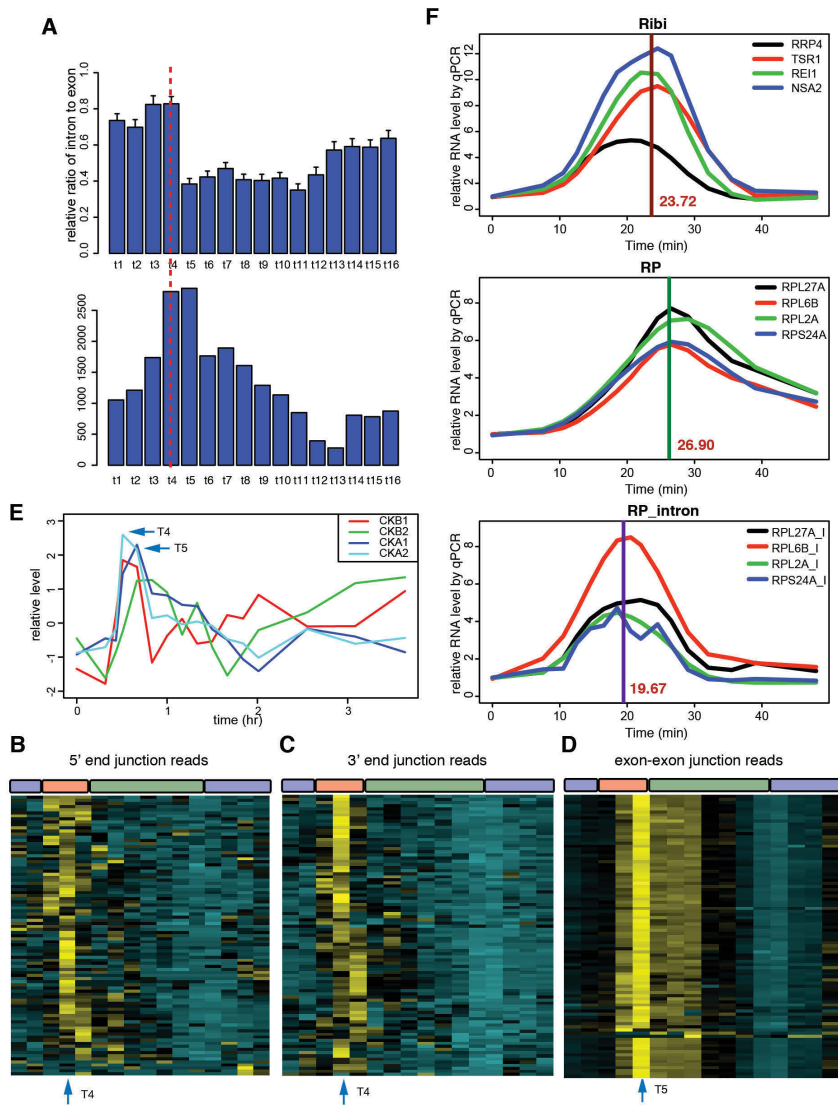 A
relative ratio of intron to exon
0.0 0.2 0.4 0.6 0.8 1.0
t1 t2 t3 t4 t5 t6 t7 t8 t9 t10 t11 t12 t13 t14 t15 t16
0 500 1000 1500 2000 2500
t1 t2 t3 t4 t5 t6 t7 t8 t9 t10 t11 t12 t13 t14 t15 t16
E
relative level
-2 -1 0 1 2 3
T4
T5
CKB1
CKB2
CKA1
CKA2
0 1 2 3
time (hr)
F
Ribi
relative RNA level by qPCR
0 2 4 6 8 10 12
RRP4
TSR1
REI1
NSA2
23.72
0 10 20 30 40
Time (min)
RP
relative RNA level by qPCR
0 2 4 6 8
RPL27A
RPL6B
RPL2A
RPS24A
26.90
0 10 20 30 40
Time (min)
RP_intron
relative RNA level by qPCR
0 2 4 6 8
RPL27A_I
RPL6B_I
RPL2A_I
RPS24A_I
19.67
0 10 20 30 40
Time (min)
B
5' end junction reads
T4
C
3' end junction reads
T4
D
exon-exon junction reads
T5